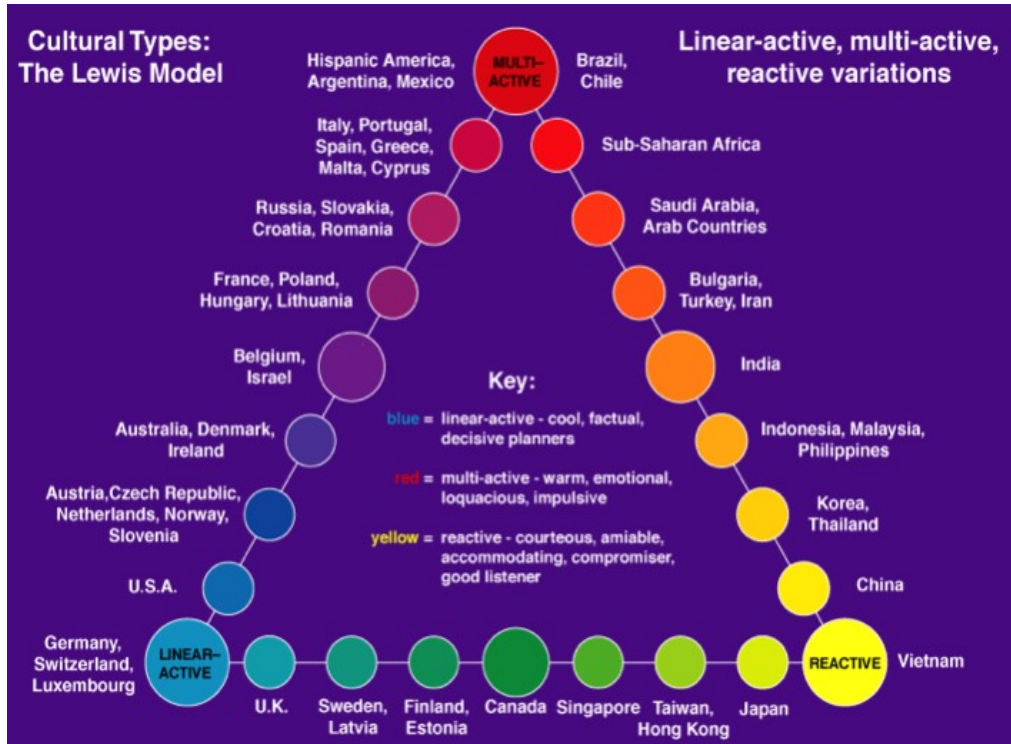 Cultural Types:
The Lewis Model
Linear-active, multi-active,
reactive variations
Hispanic America,
Argentina, Mexico
MULTI–
ACTIVE
Brazil,
Chile
Italy, Portugal,
Spain, Greece,
Malta, Cyprus
Sub-Saharan Africa
Russia, Slovakia,
Croatia, Romania
Saudi Arabia,
Arab Countries
France, Poland,
Hungary, Lithuania
Bulgaria,
Turkey, Iran
Belgium,
Israel
India
Key:
blue = linear-active - cool, factual,
decisive planners
red = multi-active - warm, emotional,
loquacious, impulsive
yellow = reactive - courteous, amiable,
accommodating, compromiser,
good listener
Australia, Denmark,
Ireland
Indonesia, Malaysia,
Philippines
Austria,Czech Republic,
Netherlands, Norway,
Slovenia
Korea,
Thailand
U.S.A.
China
Germany,
Switzerland,
Luxembourg
LINEAR–
ACTIVE
REACTIVE
Vietnam
U.K.
Sweden,
Latvia
Finland,
Estonia
Canada
Singapore
Taiwan,
Hong Kong
Japan